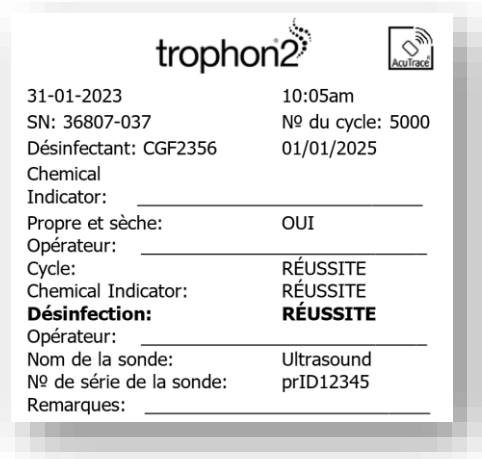 trophon2
AcuTrace
31-01-2023 10:05am
SN: 36807-037 Nº du cycle: 5000
Désinfectant: CGF2356 01/01/2025
Chemical
Indicator:
Propre et sèche: OUI
Opérateur:
Cycle: RÉUSSITE
Chemical Indicator: RÉUSSITE
Désinfection: RÉUSSITE
Opérateur:
Nom de la sonde: Ultrasound
Nº de série de la sonde: prID12345
Remarques: